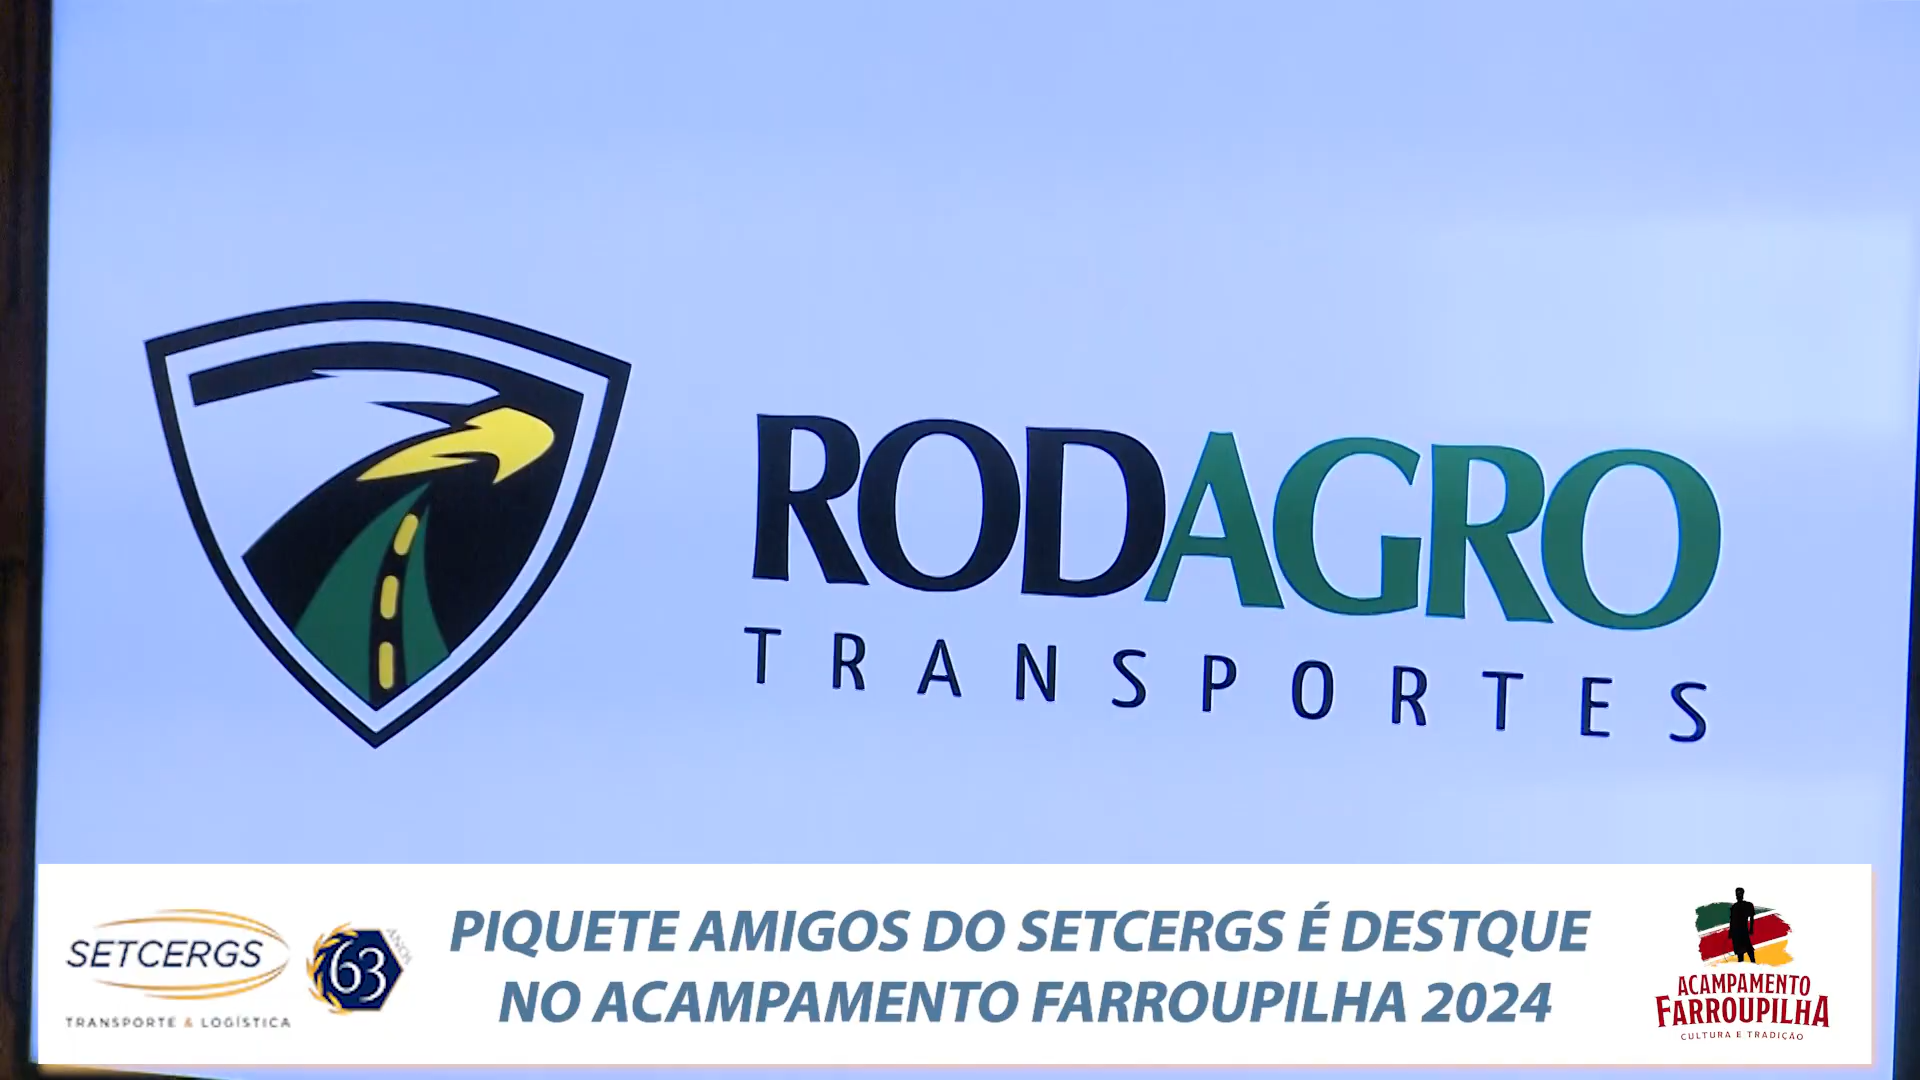 RODAGRO
TRANSPORTES
SETCERGS
TRANSPORTE & LOGÍSTICA
63
ANOS
PIQUETE AMIGOS DO SETCERGS É DESTQUE
NO ACAMPAMENTO FARROUPILHA 2024
ACAMPAMENTO
FARROUPILHA
CULTURA E TRADIÇÃO